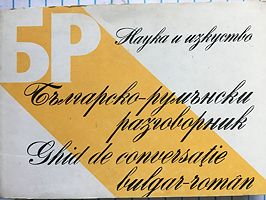 БР
Наука и изкуство
Българско-румънски
разговорник
Ghid de conversație
bulgar-român